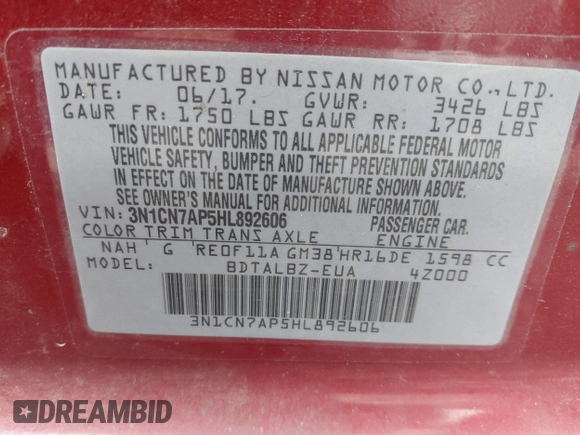 MANUFACTURED BY NISSAN MOTOR CO., LTD.
DATE: 06/17. GVWR: 3426 LBS
GAWR FR: 1750 LBS GAWR RR: 1708 LBS
THIS VEHICLE CONFORMS TO ALL APPLICABLE FEDERAL MOTOR
VEHICLE SAFETY, BUMPER AND THEFT PREVENTION STANDARDS
IN EFFECT ON THE DATE OF MANUFACTURE SHOWN ABOVE.
SEE OWNER'S MANUAL FOR ADDITIONAL INFORMATION.
VIN: 3N1CN7AP5HL892606 PASSENGER CAR.
COLOR TRIM TRANS AXLE ENGINE
NAH ' G 'RE0F11A GM38'HR16DE 1598 CC
MODEL: BDTALBZ-EUA 4Z000
3N1CN7AP5HL892606
DREAMBID